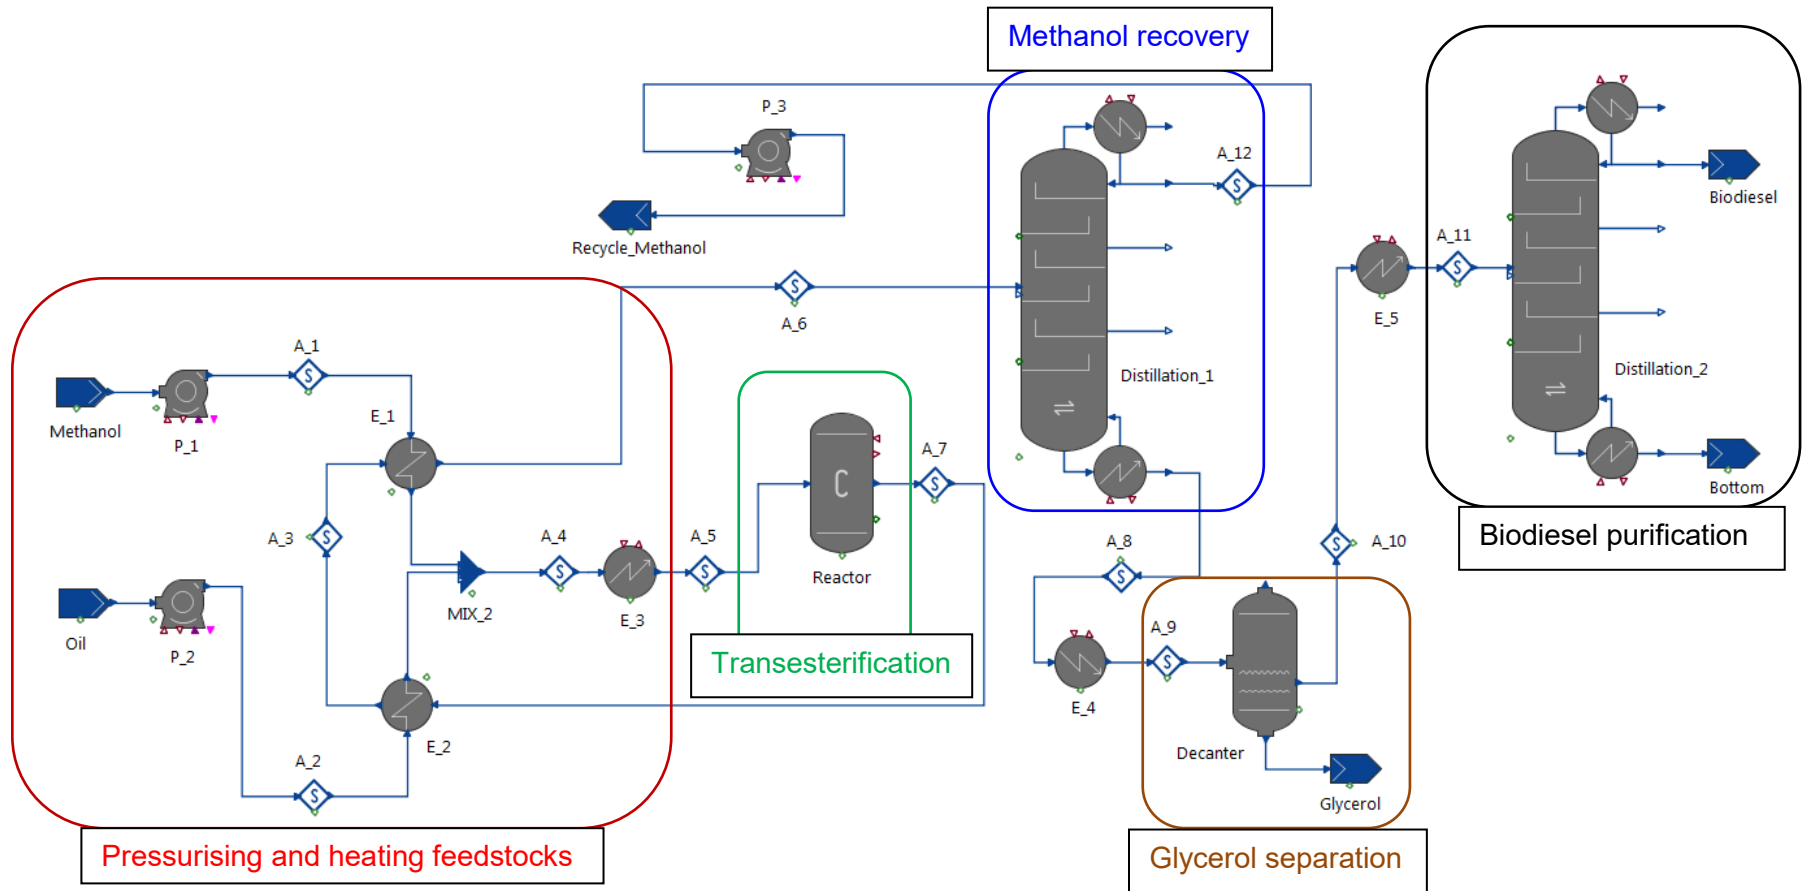 Methanol recovery
P_3
A_12
Biodiesel
Recycle_Methanol
A_11
E_5
A_6
A_1
Methanol
P_1
E_1
Distillation_1
Distillation_2
A_7
Bottom
Biodiesel purification
A_3
A_4
A_5
A_8
A_10
Reactor
MIX_2
E_3
Oil
P_2
Transesterification
A_9
E_4
E_2
A_2
Decanter
Glycerol
Pressurising and heating feedstocks
Glycerol separation
S
S
S
S
S
S
S
S
S
S
S
S
C